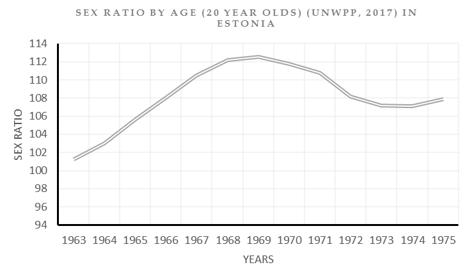 SEX RATIO BY AGE (20 YEAR OLDS) (UNWPP, 2017) IN
ESTONIA
114
112
110
108
106
104
102
100
98
96
94
SEX RATIO
1963 1964 1965 1966 1967 1968 1969 1970 1971 1972 1973 1974 1975
YEARS